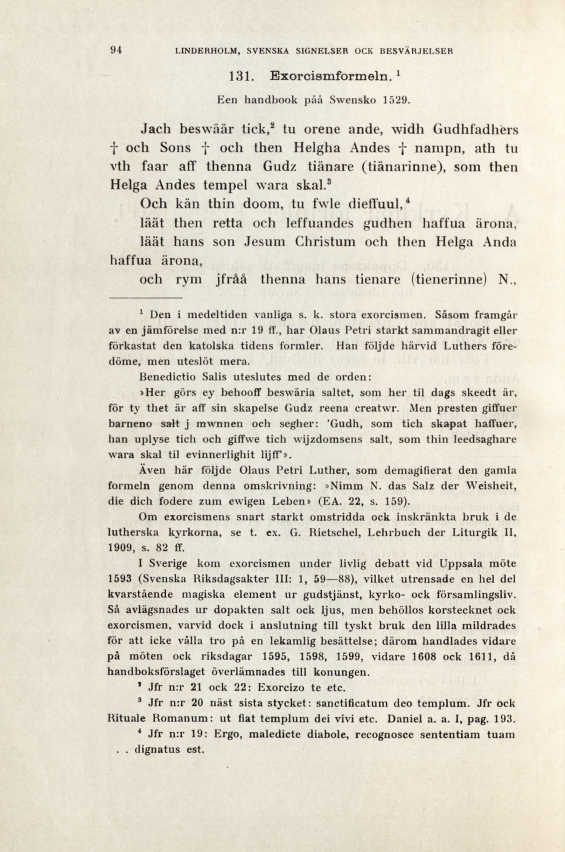 94 LINDERHOLM, SVENSKA SIGNELSER OCK BESVÄRJELSER
131. Exorcismformeln. ¹
Een handbook påå Swensko 1529.
Jach beswäär tick,² tu orene ande, widh Gudhfadhers
† och Sons † och then Helgha Andes † nampn, ath tu
vth faar aff thenna Gudz tiänare (tiänarinne), som then
Helga Andes tempel wara skal.³
Och kän thin doom, tu fwle dieffuul,⁴
läät then retta och leffuandes gudhen haffua ärona,
läät hans son Jesum Christum och then Helga Anda
haffua ärona,
och rym jfråå thenna hans tienare (tienerinne) N.,
¹ Den i medeltiden vanliga s. k. stora exorcismen. Såsom framgår
av en jämförelse med n:r 19 ff., har Olaus Petri starkt sammandragit eller
förkastat den katolska tidens formler. Han följde härvid Luthers före-
döme, men uteslöt mera.
Benedictio Salis uteslutes med de orden:
»Her görs ey behooff beswäria saltet, som her til dags skeedt är,
för ty thet är aff sin skapelse Gudz reena creatwr. Men presten giffuer
barneno salt j mwnnen och segher: 'Gudh, som tich skapat haffuer,
han uplyse tich och giffwe tich wijzdomsens salt, som thin leedsaghare
wara skal til evinnerlighit lijff'».
Även här följde Olaus Petri Luther, som demagifierat den gamla
formeln genom denna omskrivning: »Nimm N. das Salz der Weisheit,
die dich fodere zum ewigen Leben» (EA. 22, s. 159).
Om exorcismens snart starkt omstridda ock inskränkta bruk i de
lutherska kyrkorna, se t. ex. G. Rietschel, Lehrbuch der Liturgik II,
1909, s. 82 ff.
I Sverige kom exorcismen under livlig debatt vid Uppsala möte
1593 (Svenska Riksdagsakter III: 1, 59—88), vilket utrensade en hel del
kvarstående magiska element ur gudstjänst, kyrko- ock församlingsliv.
Så avlägsnades ur dopakten salt ock ljus, men behöllos korstecknet ock
exorcismen, varvid dock i anslutning till tyskt bruk den lilla mildrades
för att icke vålla tro på en lekamlig besättelse; därom handlades vidare
på möten ock riksdagar 1595, 1598, 1599, vidare 1608 ock 1611, då
handboksförslaget överlämnades till konungen.
² Jfr n:r 21 ock 22: Exorcizo te etc.
³ Jfr n:r 20 näst sista stycket: sanctificatum deo templum. Jfr ock
Rituale Romanum: ut fiat templum dei vivi etc. Daniel a. a. I, pag. 193.
⁴ Jfr n:r 19: Ergo, maledicte diabole, recognosce sententiam tuam
. . dignatus est.